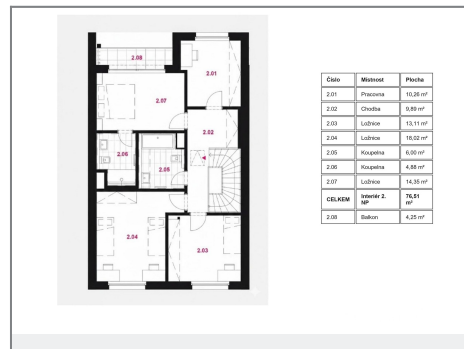 2.08
2.01
2.07
2.02
2.06
2.05
2.04
2.03
Číslo Místnost Plocha
2.01 Pracovna 10,26 m²
2.02 Chodba 9,89 m²
2.03 Ložnice 13,11 m²
2.04 Ložnice 18,02 m²
2.05 Koupelna 6,00 m²
2.06 Koupelna 4,88 m²
2.07 Ložnice 14,35 m²
CELKEM Interiér 2. NP 76,51 m²
2.08 Balkon 4,25 m²